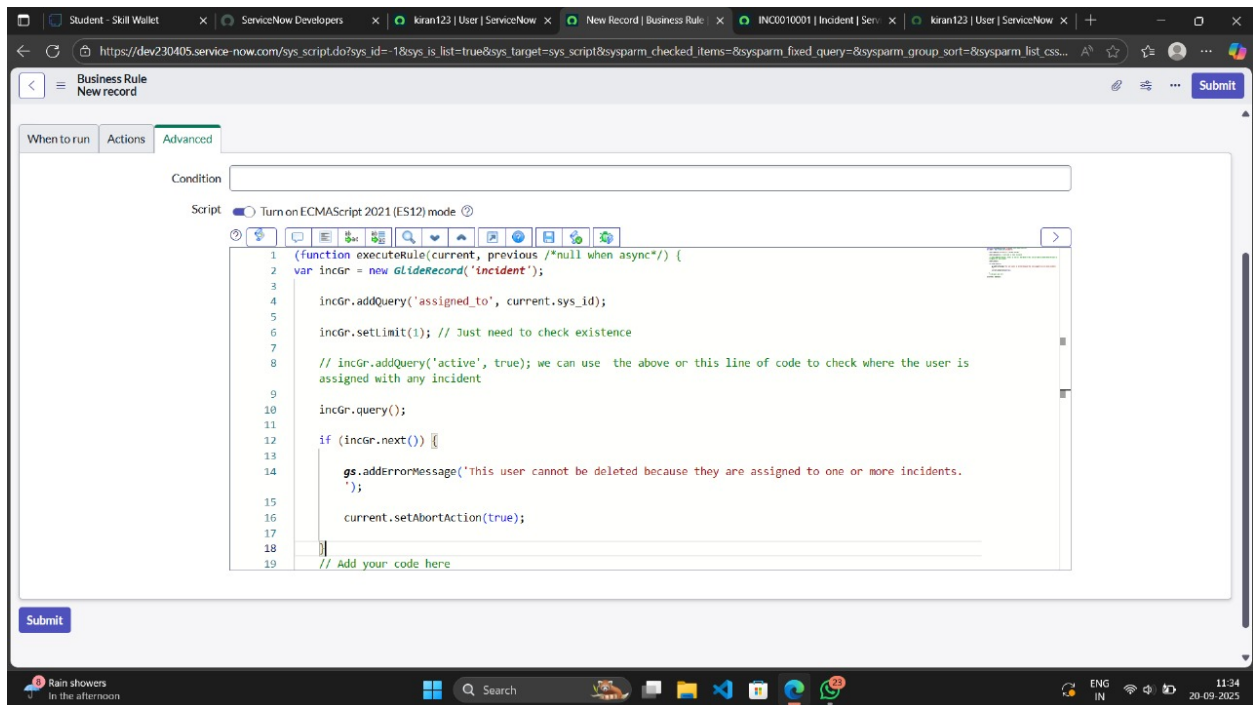 Student - Skill Wallet
ServiceNow Developers
kiran123 | User | ServiceNow
New Record | Business Rule |
INC0010001 | Incident | Serv
kiran123 | User | ServiceNow
https://dev230405.service-now.com/sys_script.do?sys_id=-1&sys_is_list=true&sys_target=sys_script&sysparm_checked_items=&sysparm_fixed_query=&sysparm_group_sort=&sysparm_list_css...
Business Rule
New record
Submit
When to run
Actions
Advanced
Condition
Script
Turn on ECMAScript 2021 (ES12) mode
1 (function executeRule(current, previous /*null when async*/) {
2 var incGr = new GlideRecord('incident');
3
4 incGr.addQuery('assigned_to', current.sys_id);
5
6 incGr.setLimit(1); // Just need to check existence
7
8 // incGr.addQuery('active', true); we can use  the above or this line of code to check where the user is
assigned with any incident
9
10 incGr.query();
11
12 if (incGr.next()) {
13
14 gs.addErrorMessage('This user cannot be deleted because they are assigned to one or more incidents.
');
15
16 current.setAbortAction(true);
17
18 }
19 // Add your code here
Submit
8
Rain showers
In the afternoon
Search
23
ENG
IN
11:34
20-09-2025